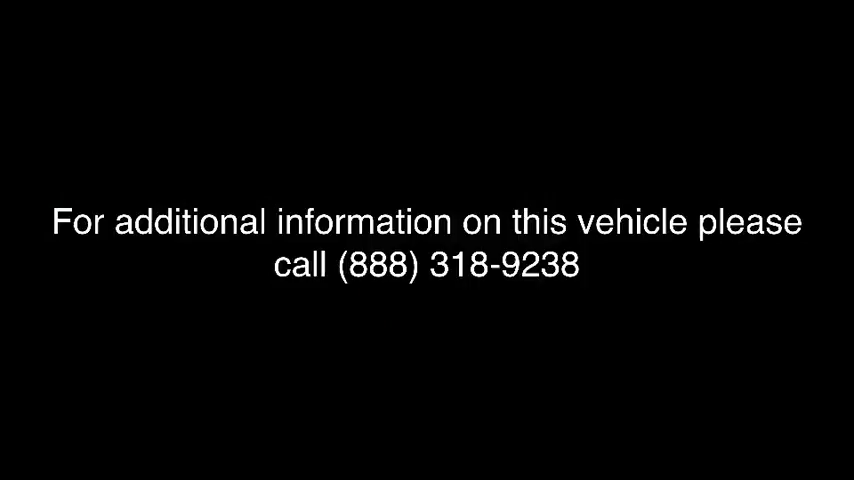 For additional information on this vehicle please
call (888) 318-9238